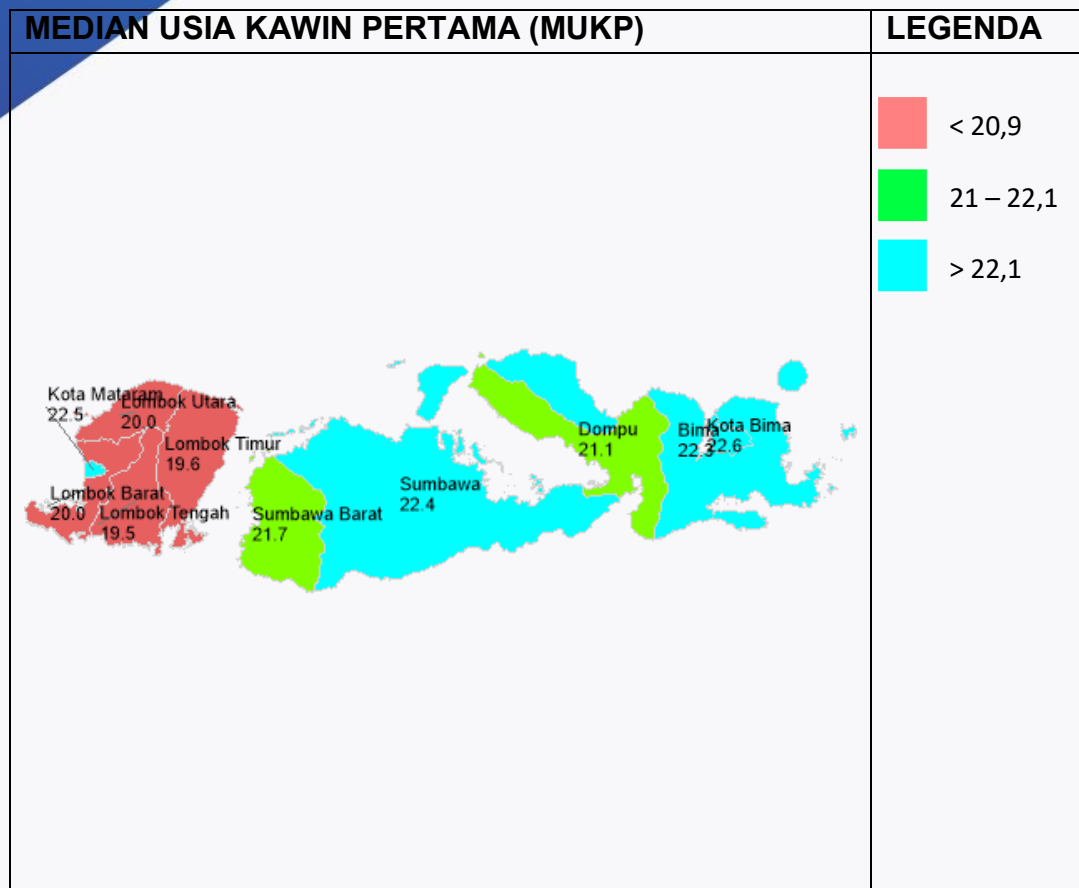 MEDIAN USIA KAWIN PERTAMA (MUKP)
LEGENDA
< 20,9
21 – 22,1
> 22,1
Kota Mataram
22.5
Lombok Utara
20.0
Lombok Timur
19.6
Lombok Barat
20.0
Lombok Tengah
19.5
Sumbawa Barat
21.7
Sumbawa
22.4
Dompu
21.1
Bima
22.3
Kota Bima
22.6